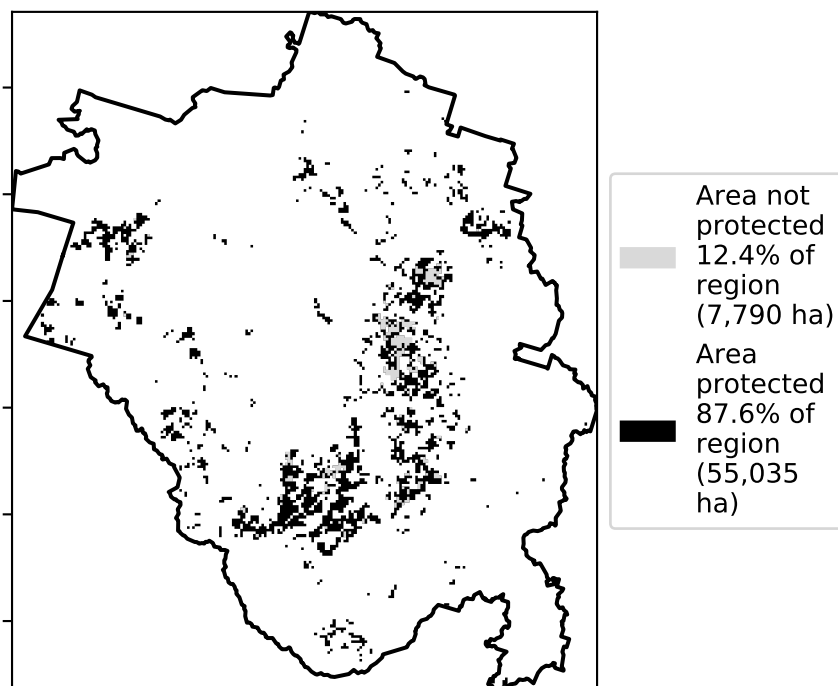 Area not
protected
12.4% of
region
(7,790 ha)
Area
protected
87.6% of
region
(55,035
ha)